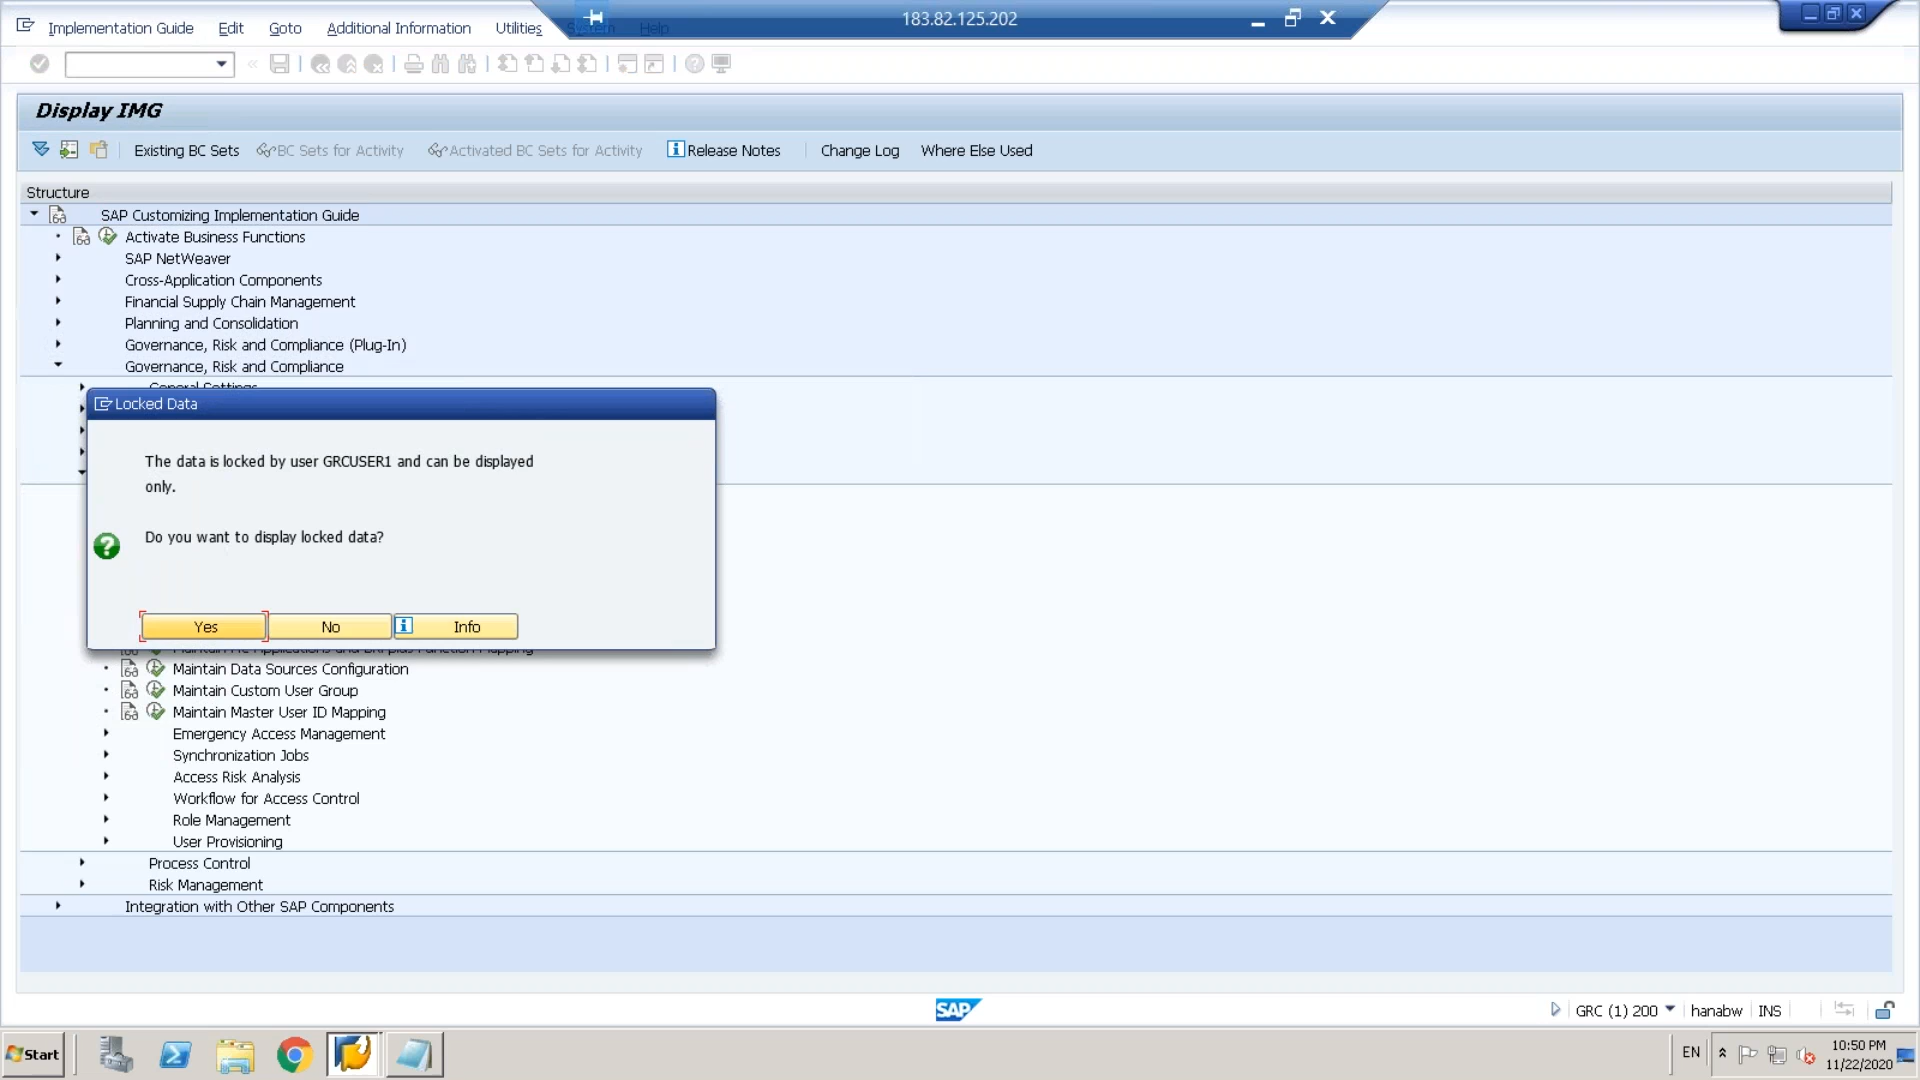 183.82.125.202
Implementation Guide Edit Goto Additional Information Utilities System Help
Display IMG
Existing BC Sets BC Sets for Activity Activated BC Sets for Activity Release Notes Change Log Where Else Used
Structure
SAP Customizing Implementation Guide
Activate Business Functions
SAP NetWeaver
Cross-Application Components
Financial Supply Chain Management
Planning and Consolidation
Governance, Risk and Compliance (Plug-In)
Governance, Risk and Compliance
General Settings
Locked Data
The data is locked by user GRCUSER1 and can be displayed
only.
Do you want to display locked data?
Yes No Info
Maintain Data Sources Configuration
Maintain Custom User Group
Maintain Master User ID Mapping
Emergency Access Management
Synchronization Jobs
Access Risk Analysis
Workflow for Access Control
Role Management
User Provisioning
Process Control
Risk Management
Integration with Other SAP Components
SAP
GRC (1) 200 hanabw INS
Start EN 10:50 PM
11/22/2020